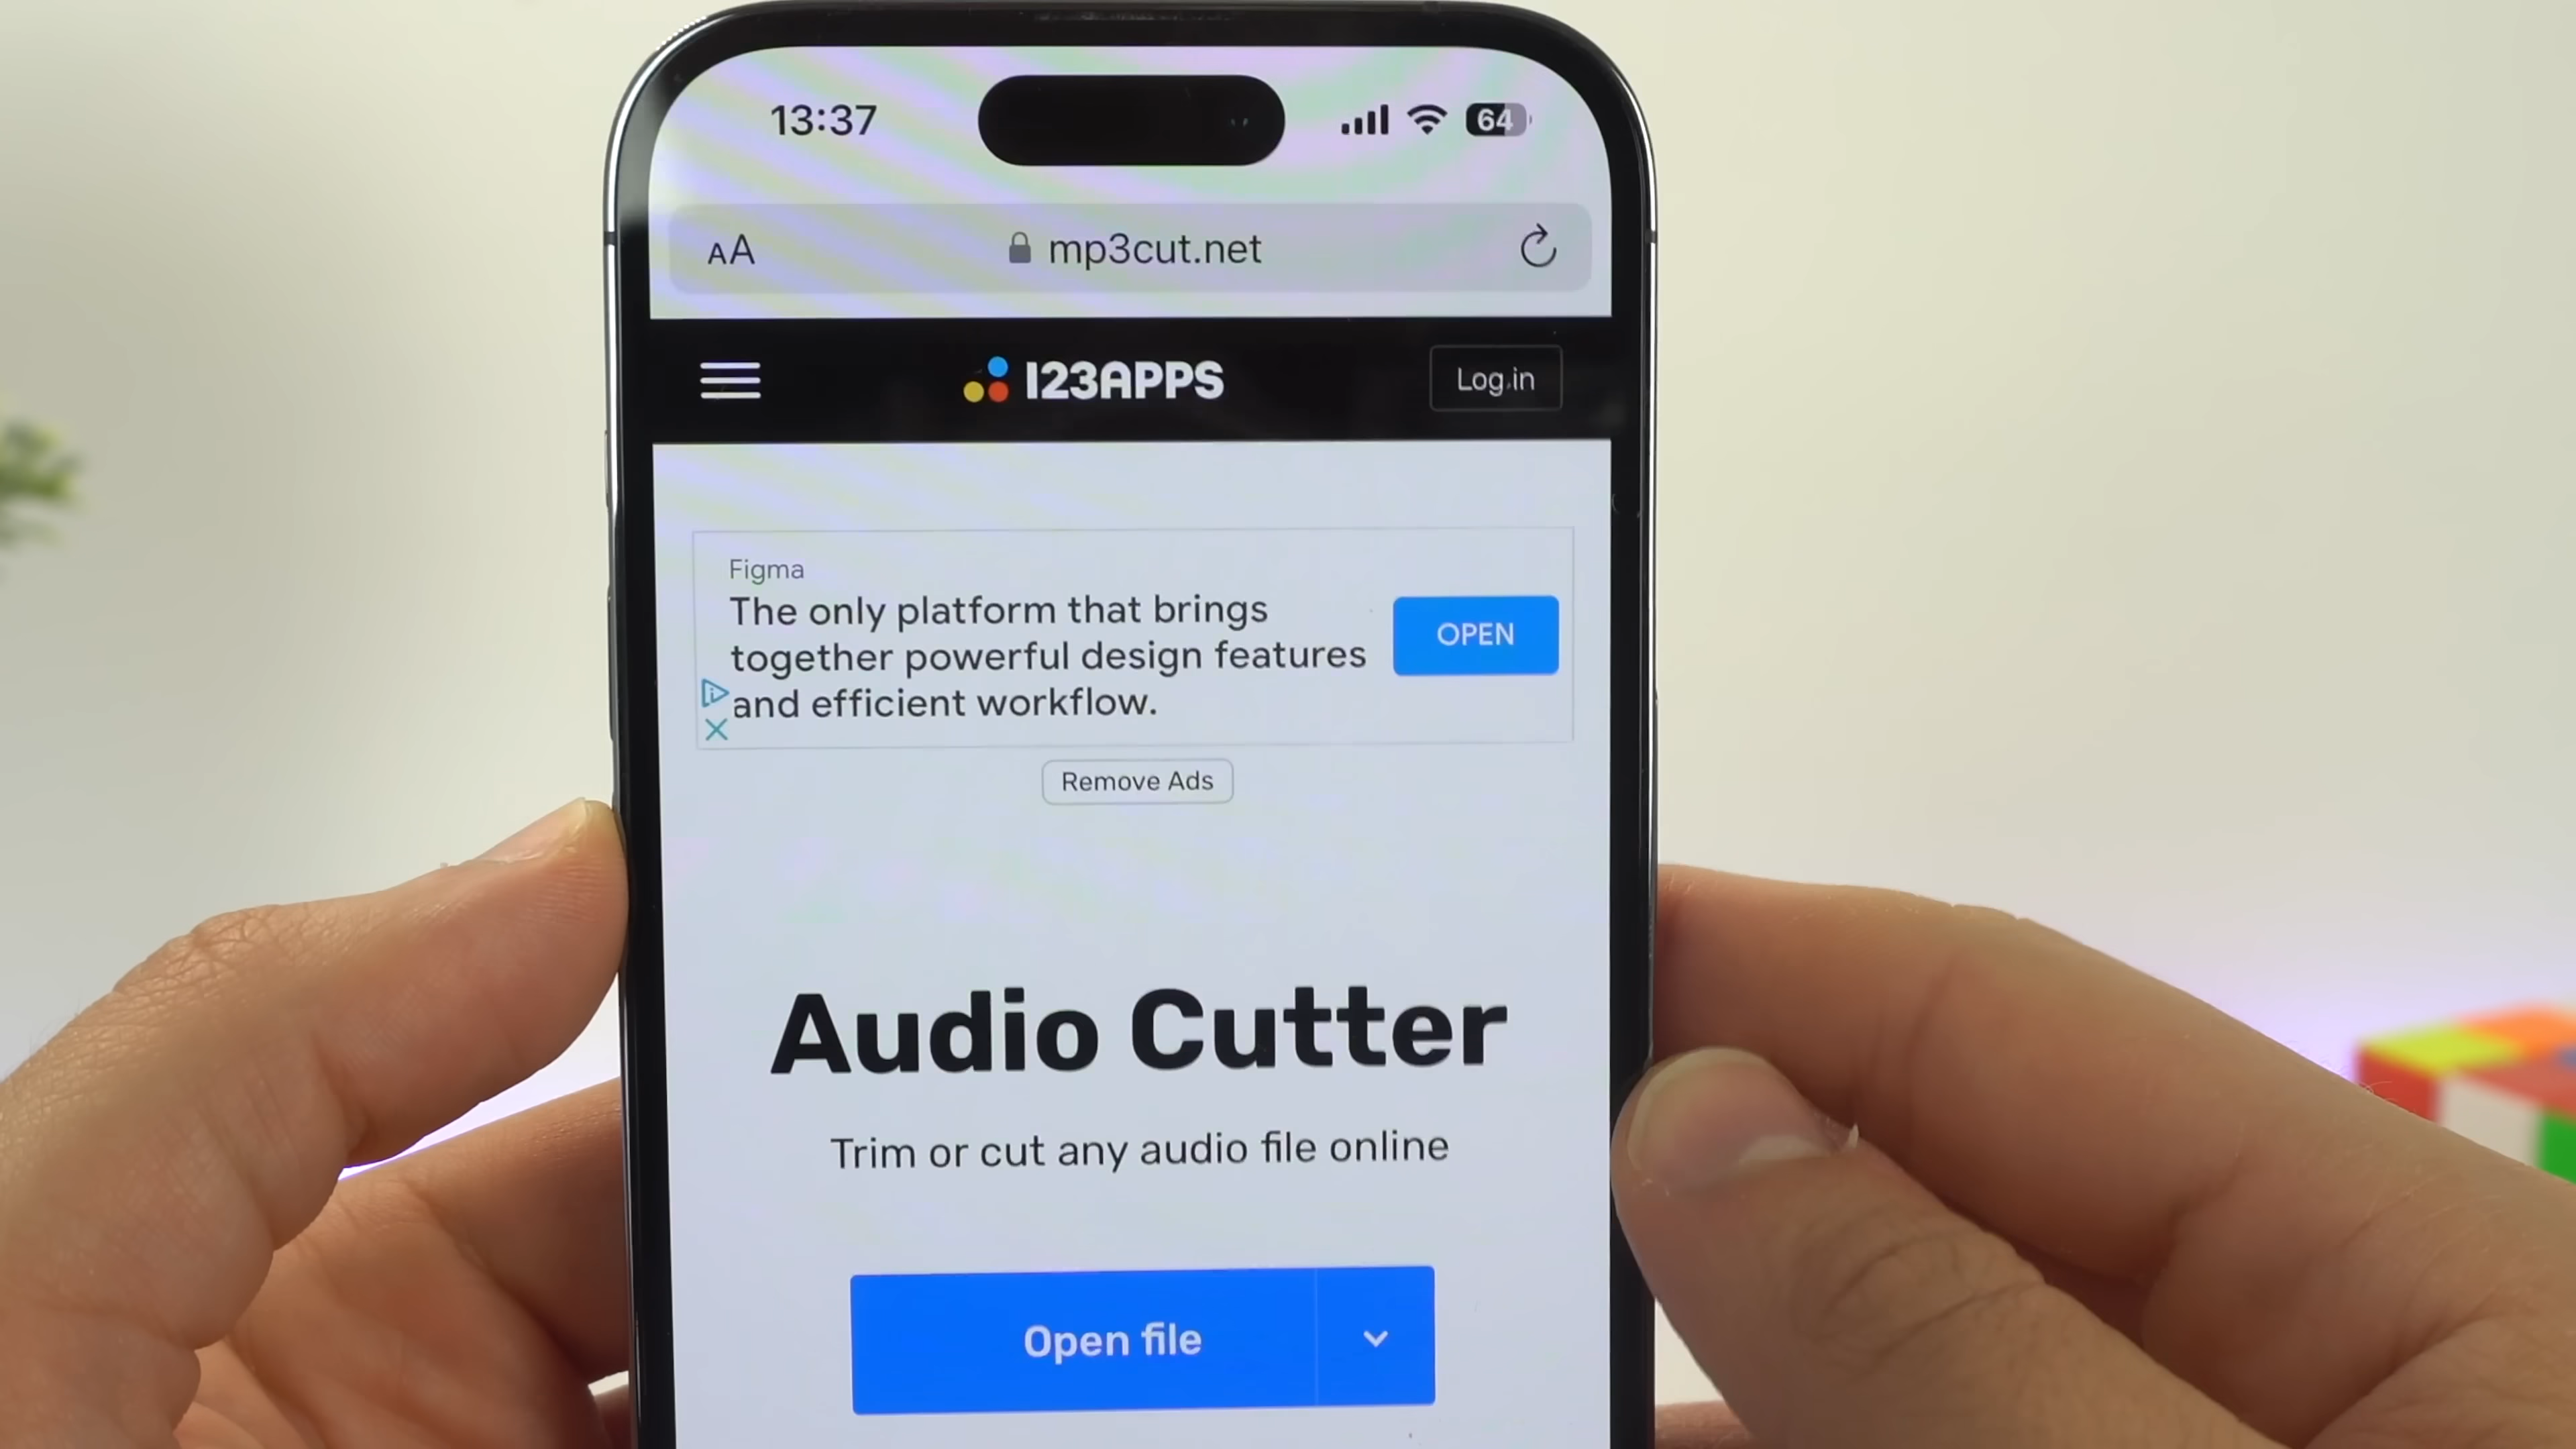 13:37
64
AA
mp3cut.net
123APPS
Log in
Figma
The only platform that brings
together powerful design features
and efficient workflow.
OPEN
Remove Ads
Audio Cutter
Trim or cut any audio file online
Open file